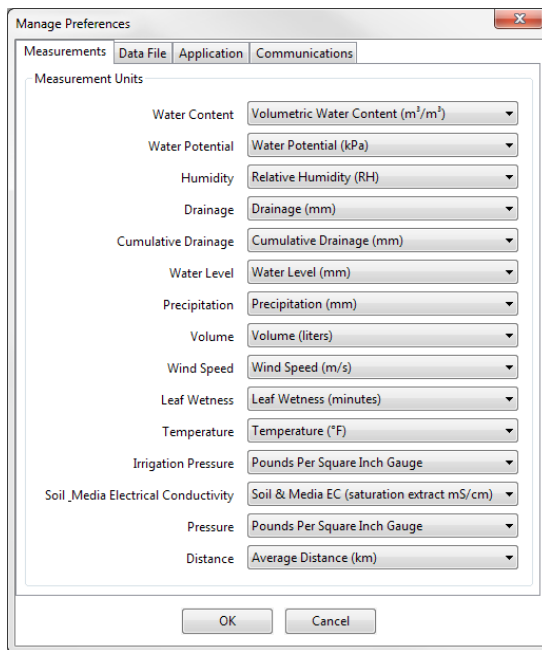 Manage Preferences
x
Measurements Data File Application Communications
Measurement Units
Water Content Volumetric Water Content (m³/m³)
Water Potential Water Potential (kPa)
Humidity Relative Humidity (RH)
Drainage Drainage (mm)
Cumulative Drainage Cumulative Drainage (mm)
Water Level Water Level (mm)
Precipitation Precipitation (mm)
Volume Volume (liters)
Wind Speed Wind Speed (m/s)
Leaf Wetness Leaf Wetness (minutes)
Temperature Temperature (°F)
Irrigation Pressure Pounds Per Square Inch Gauge
Soil _Media Electrical Conductivity Soil & Media EC (saturation extract mS/cm)
Pressure Pounds Per Square Inch Gauge
Distance Average Distance (km)
OK Cancel